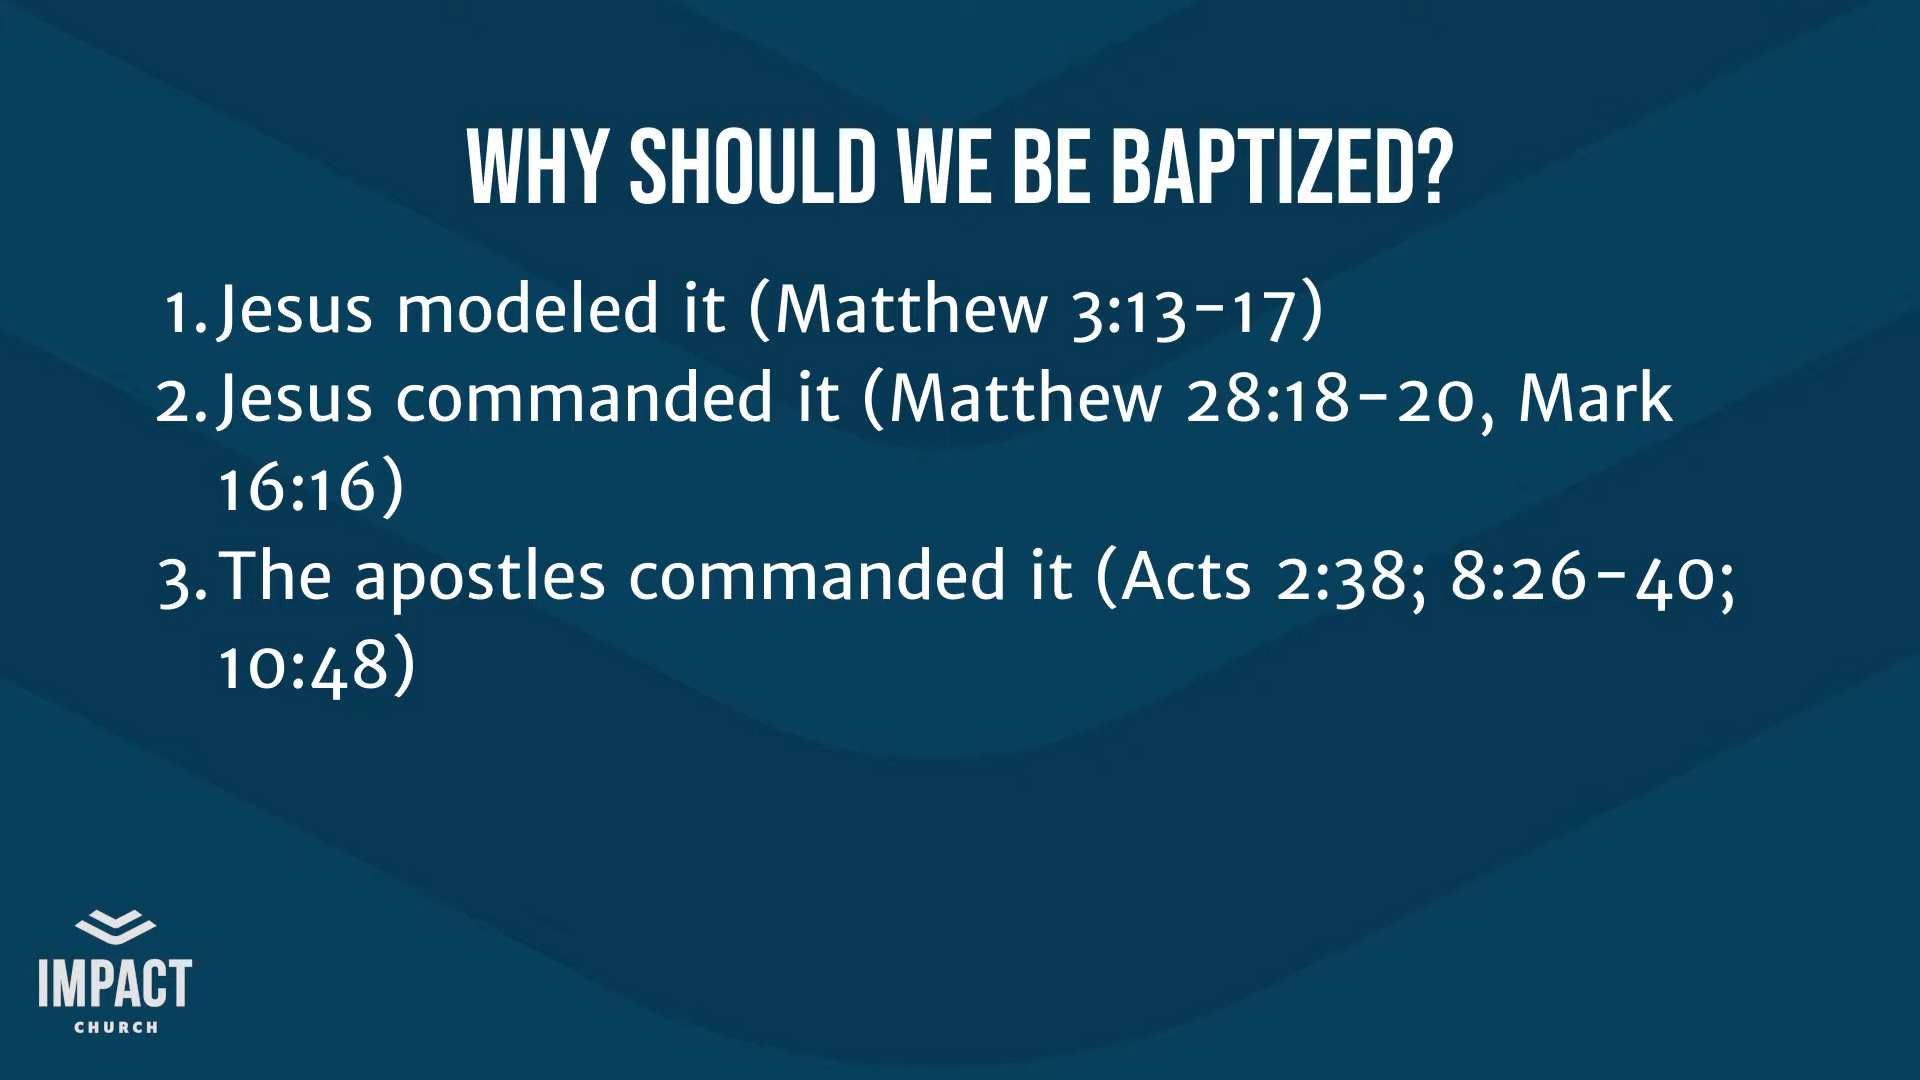 WHY SHOULD WE BE BAPTIZED?
1. Jesus modeled it (Matthew 3:13-17)
2. Jesus commanded it (Matthew 28:18-20, Mark
16:16)
3. The apostles commanded it (Acts 2:38; 8:26-40;
10:48)
IMPACT
CHURCH